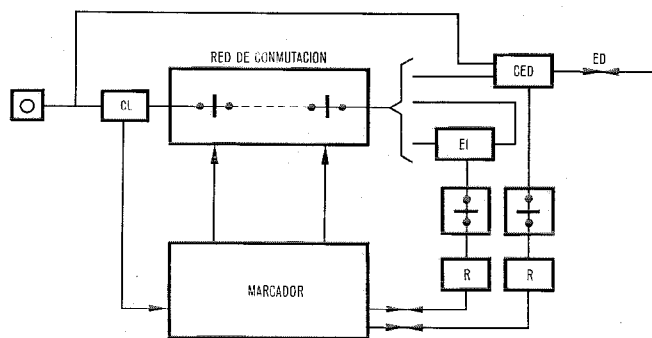 RED DE CONMUTACION
ED
CED
CL
EI
R
R
MARCADOR